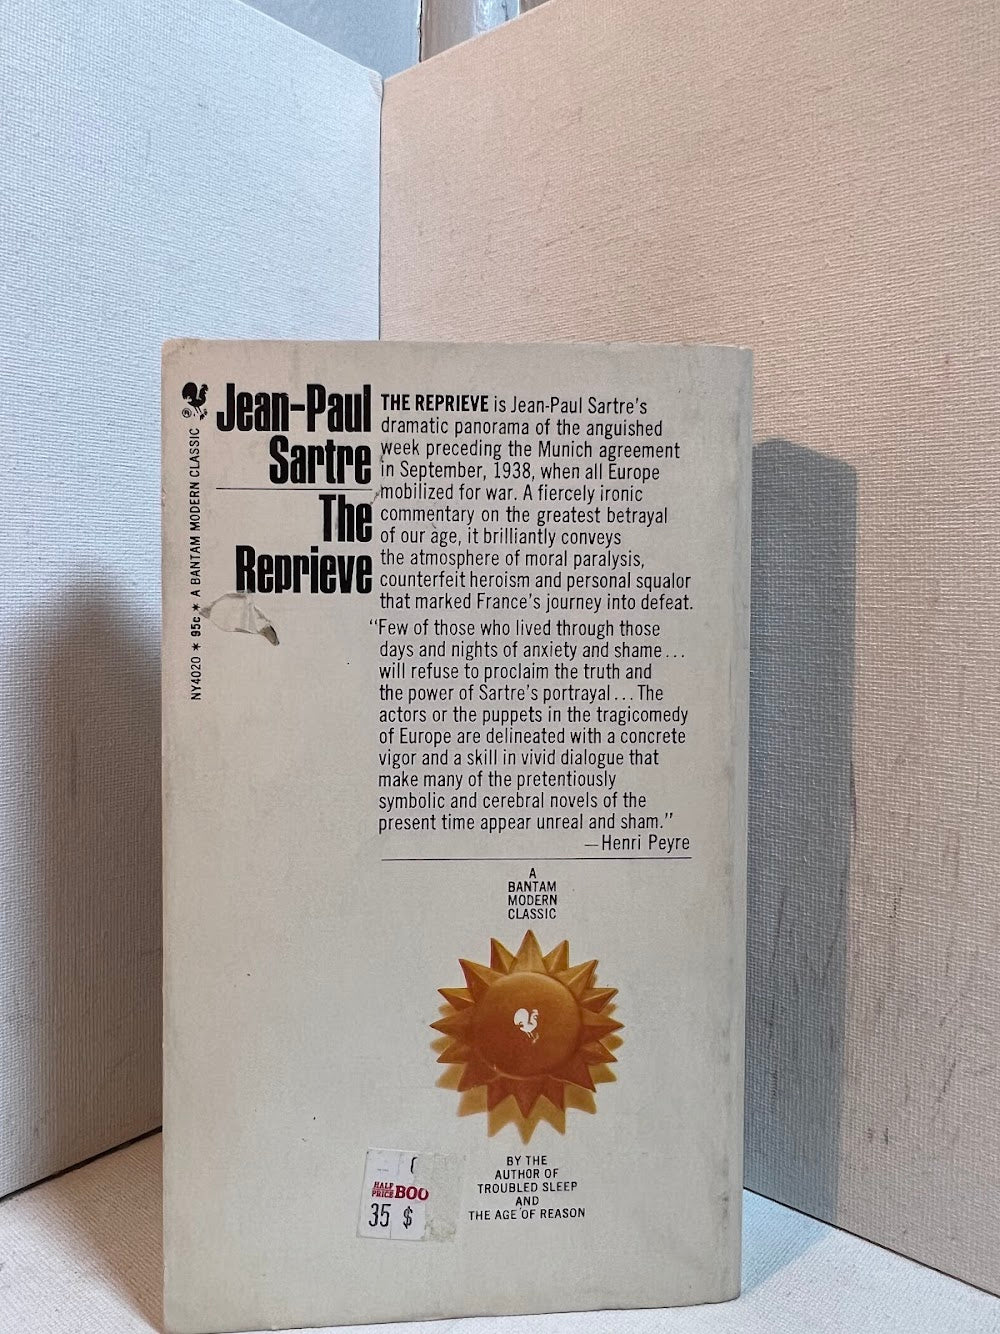 Jean-Paul
Sartre
The
Reprieve
NY4020 * 95c * A BANTAM MODERN CLASSIC
THE REPRIEVE is Jean-Paul Sartre's
dramatic panorama of the anguished
week preceding the Munich agreement
in September, 1938, when all Europe
mobilized for war. A fiercely ironic
commentary on the greatest betrayal
of our age, it brilliantly conveys
the atmosphere of moral paralysis,
counterfeit heroism and personal squalor
that marked France's journey into defeat.
"Few of those who lived through those
days and nights of anxiety and shame...
will refuse to proclaim the truth and
the power of Sartre's portrayal... The
actors or the puppets in the tragicomedy
of Europe are delineated with a concrete
vigor and a skill in vivid dialogue that
make many of the pretentiously
symbolic and cerebral novels of the
present time appear unreal and sham."
—Henri Peyre
A
BANTAM
MODERN
CLASSIC
BY THE
AUTHOR OF
TROUBLED SLEEP
AND
THE AGE OF REASON
HALF
PRICE BOO
35 $